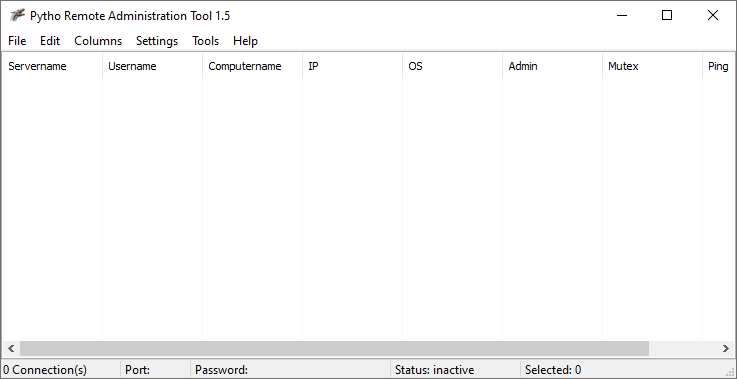 Pytho Remote Administration Tool 1.5
File Edit Columns Settings Tools Help
Servername Username Computername IP OS Admin Mutex Ping
0 Connection(s) Port: Password: Status: inactive Selected: 0